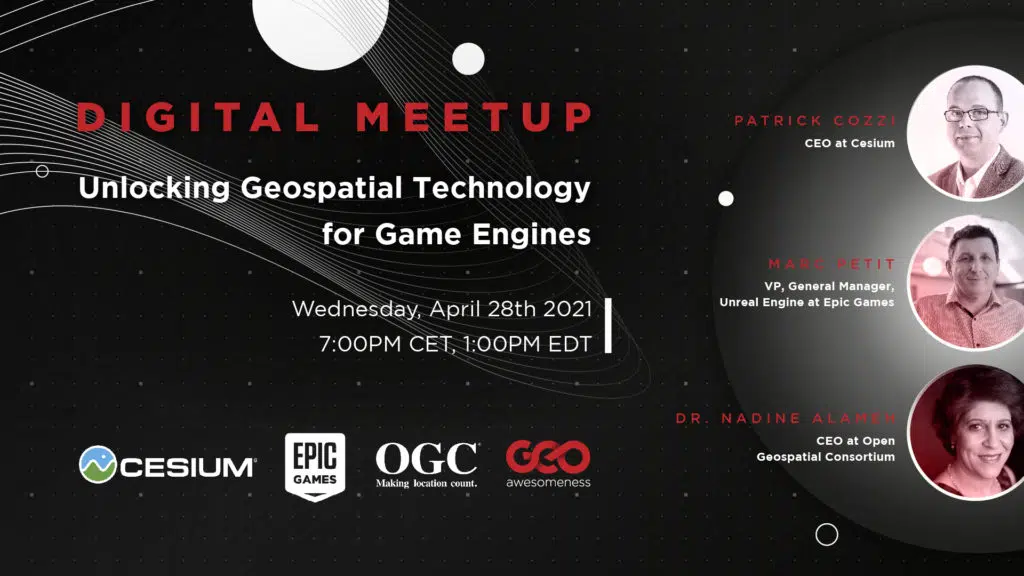 DIGITAL MEETUP
Unlocking Geospatial Technology
for Game Engines
Wednesday, April 28th 2021
7:00PM CET, 1:00PM EDT
PATRICK COZZI
CEO at Cesium
MARC PETIT
VP, General Manager,
Unreal Engine at Epic Games
DR. NADINE ALAMEH
CEO at Open
Geospatial Consortium
CESIUM®
EPIC
GAMES
OGC®
Making location count.
GEO
awesomeness